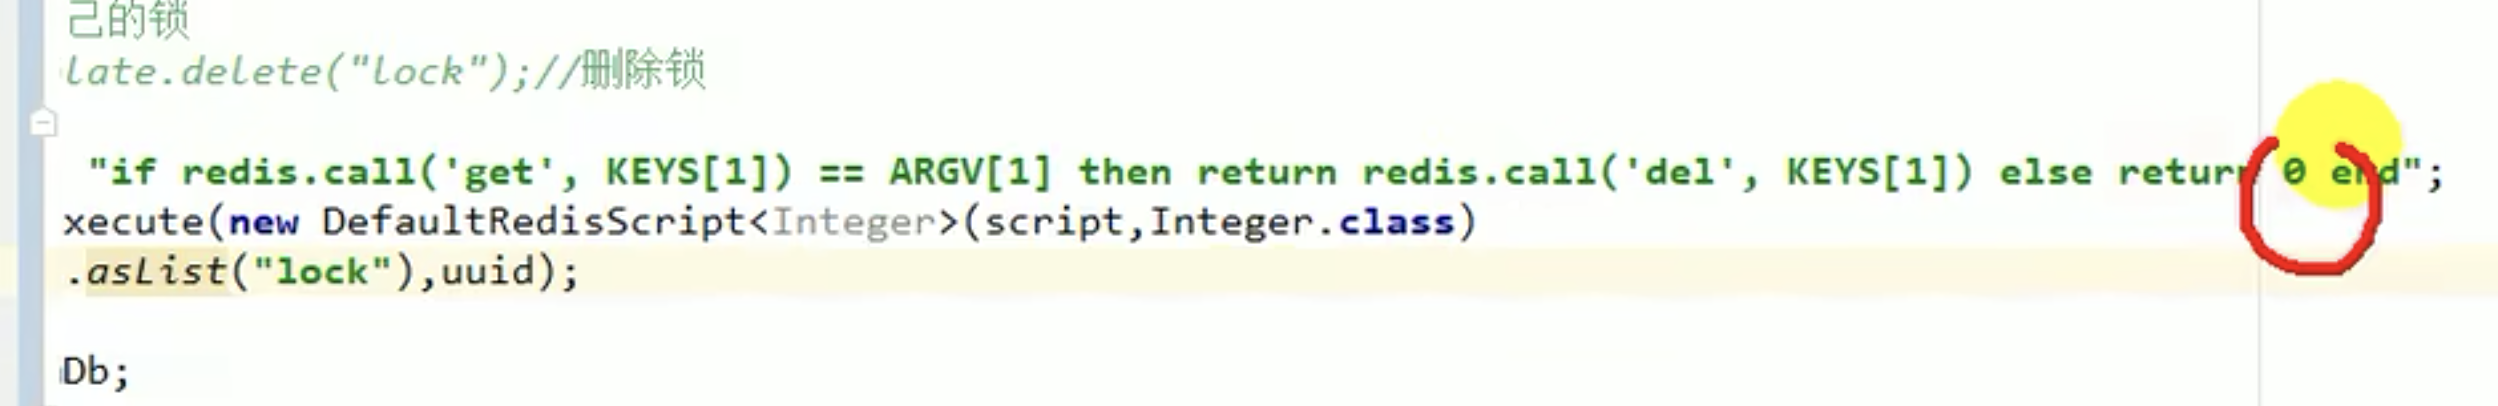 己的锁
late.delete("lock");//删除锁
"if redis.call('get', KEYS[1]) == ARGV[1] then return redis.call('del', KEYS[1]) else return 0 end";
xecute(new DefaultRedisScript<Integer>(script,Integer.class)
.asList("lock"),uuid);
Db;